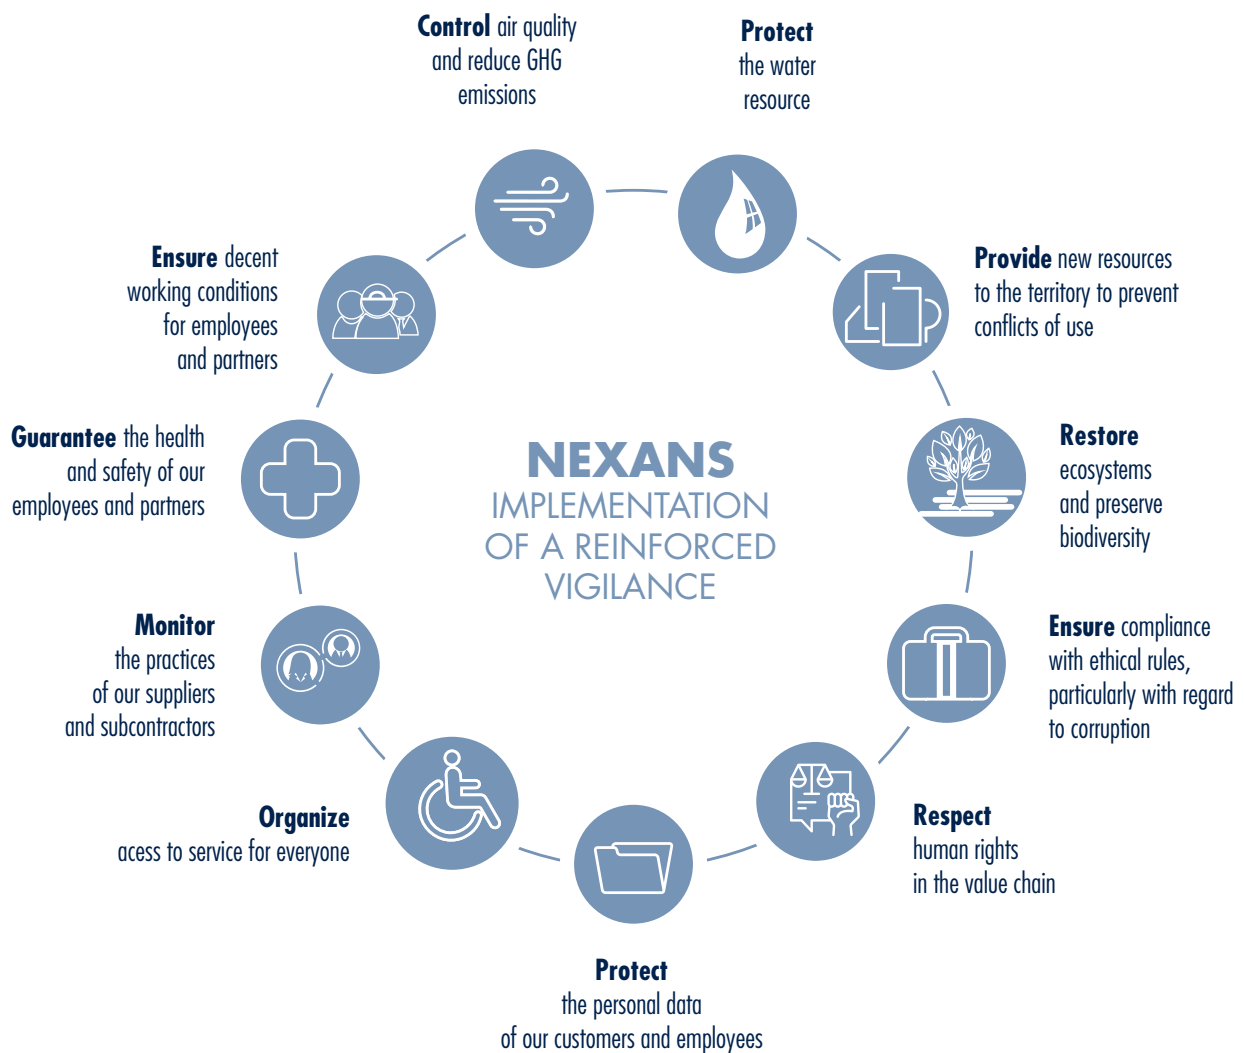 Control air quality
and reduce GHG
emissions
Protect
the water
resource
Provide new resources
to the territory to prevent
conflicts of use
Restore
ecosystems
and preserve
biodiversity
Ensure compliance
with ethical rules,
particularly with regard
to corruption
Respect
human rights
in the value chain
Protect
the personal data
of our customers and employees
Organize
acess to service for everyone
Monitor
the practices
of our suppliers
and subcontractors
Guarantee the health
and safety of our
employees and partners
Ensure decent
working conditions
for employees
and partners
NEXANS
IMPLEMENTATION
OF A REINFORCED
VIGILANCE